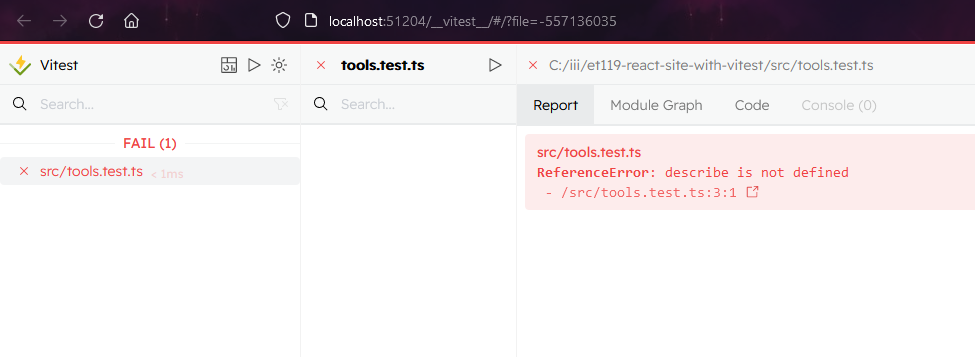 localhost:51204/__vitest__/#/?file=-557136035
Vitest
tools.test.ts
C:/iii/et119-react-site-with-vitest/src/tools.test.ts
Search...
Search...
Report Module Graph Code Console (0)
FAIL (1)
src/tools.test.ts < 1ms
src/tools.test.ts
ReferenceError: describe is not defined
- /src/tools.test.ts:3:1